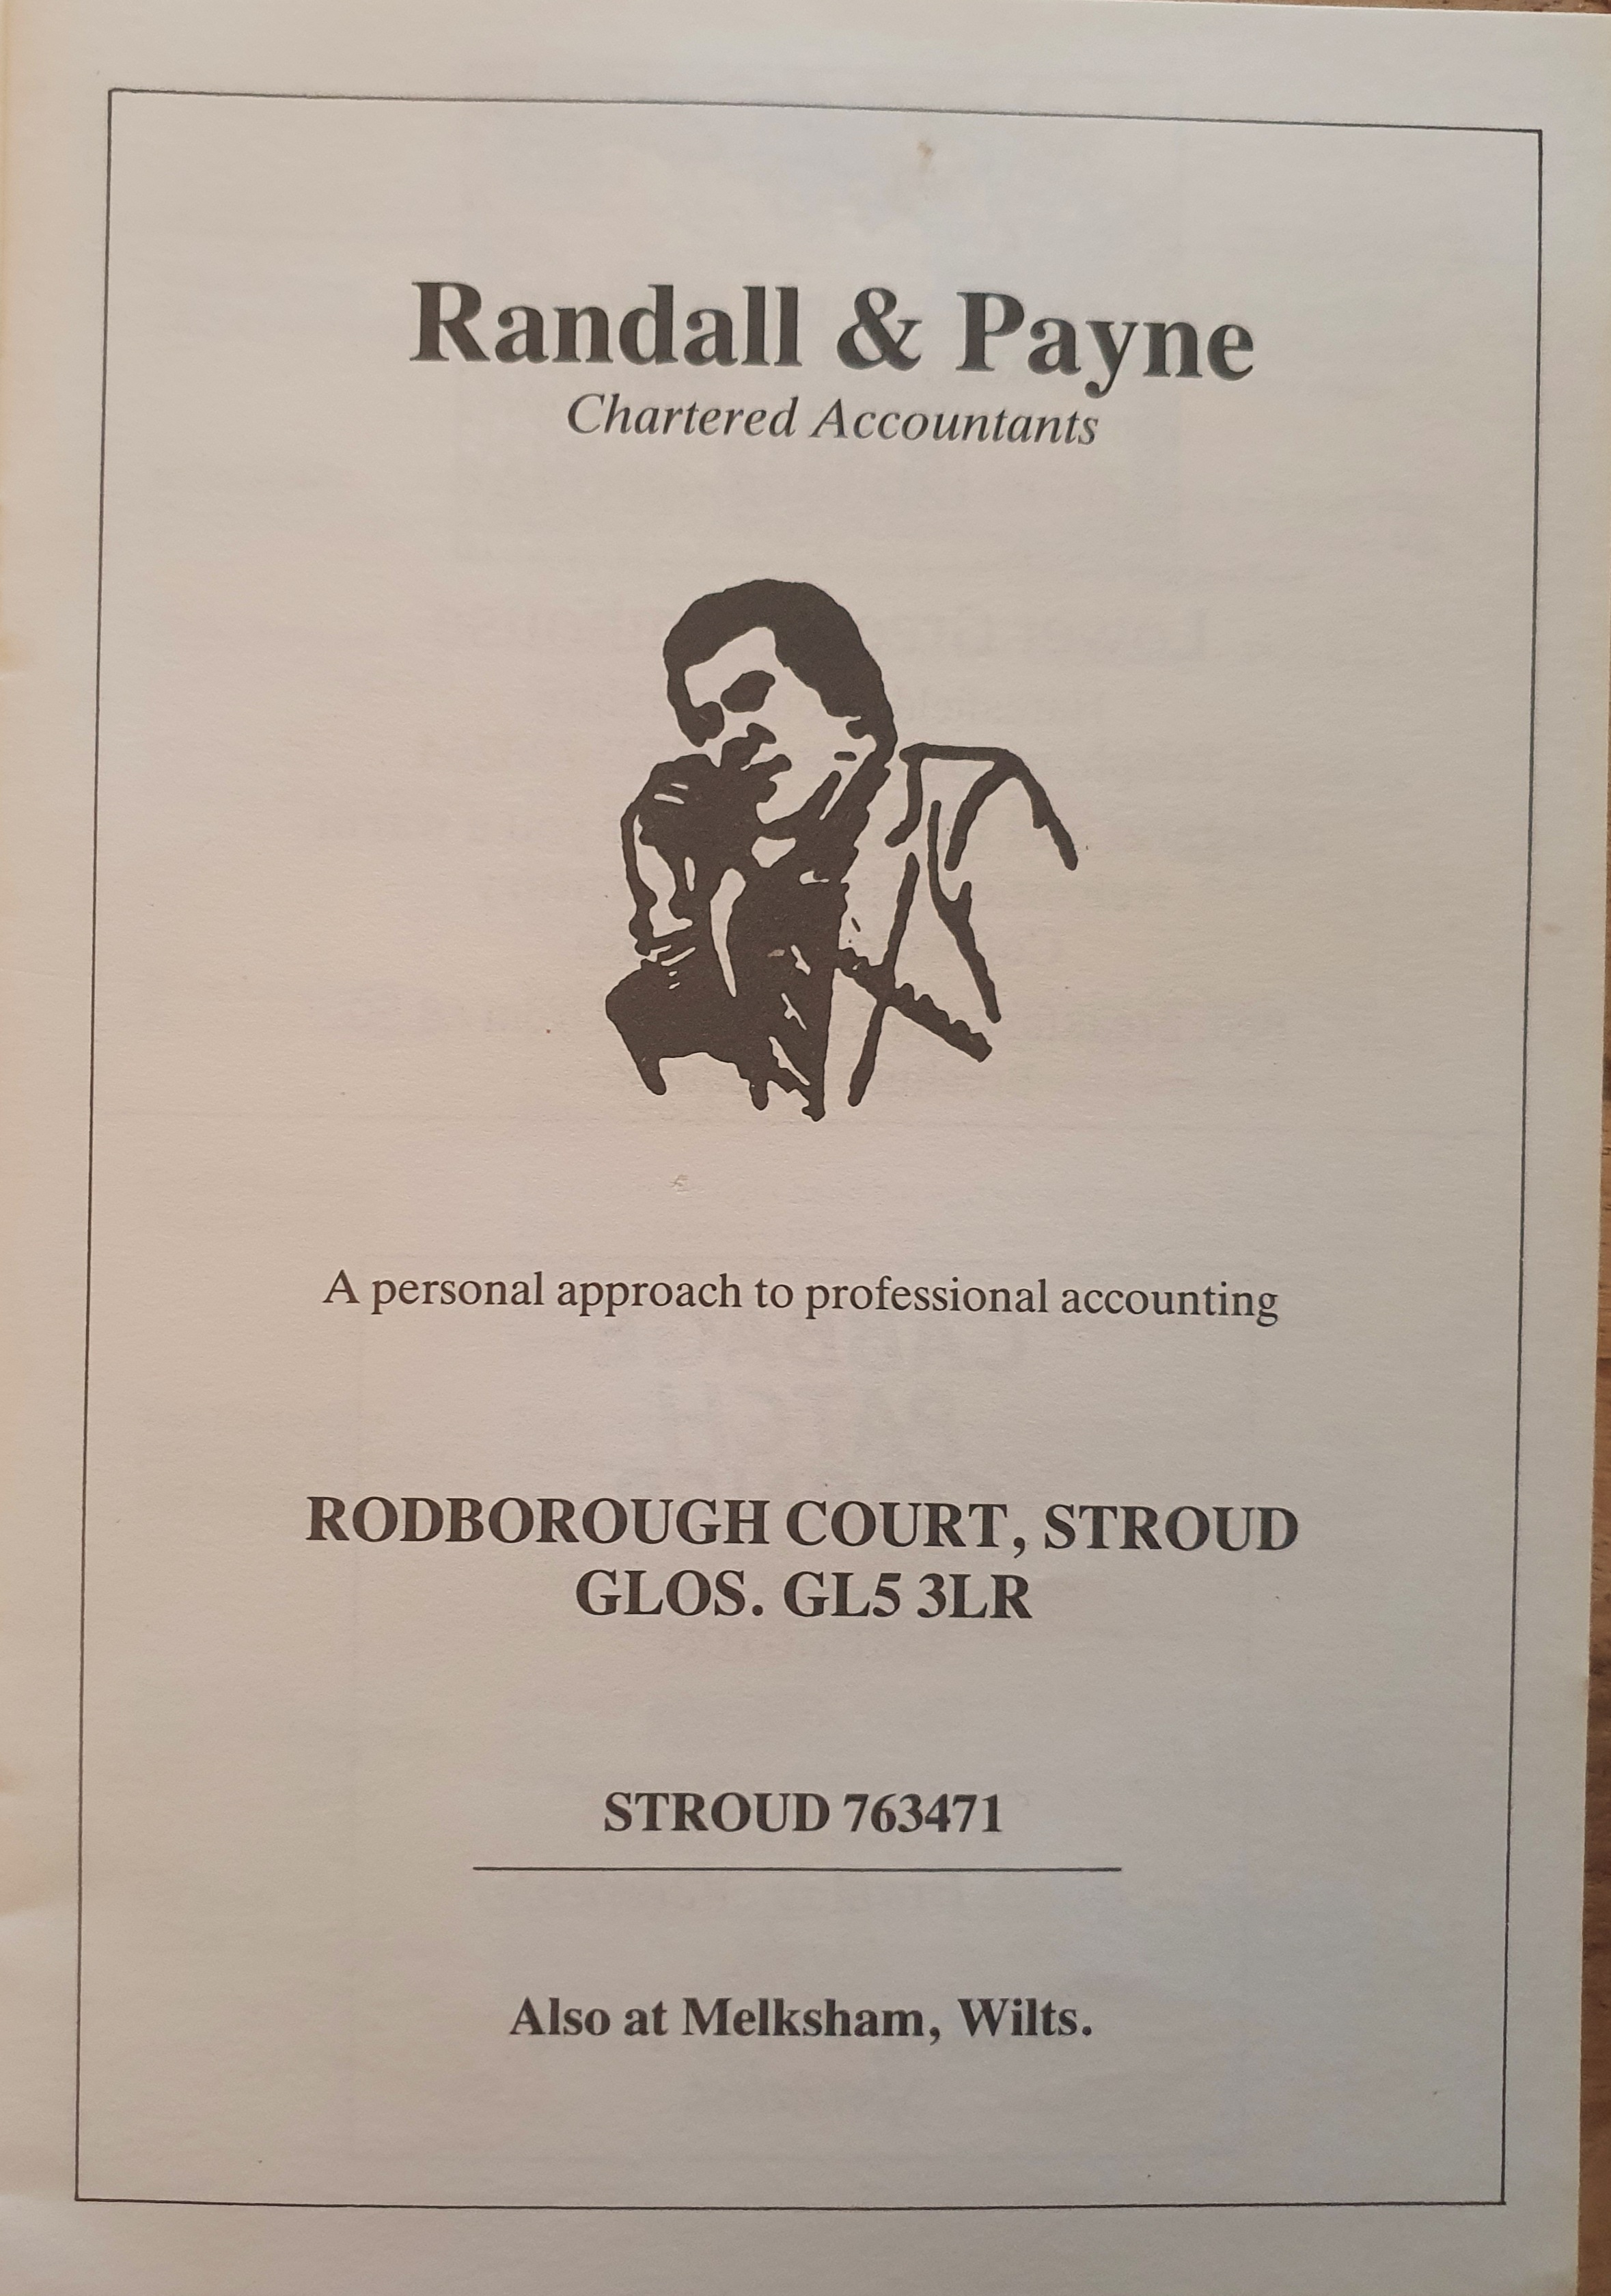 Randall & Payne
Chartered Accountants
A personal approach to professional accounting
RODBOROUGH COURT, STROUD
GLOS. GL5 3LR
STROUD 763471
Also at Melksham, Wilts.